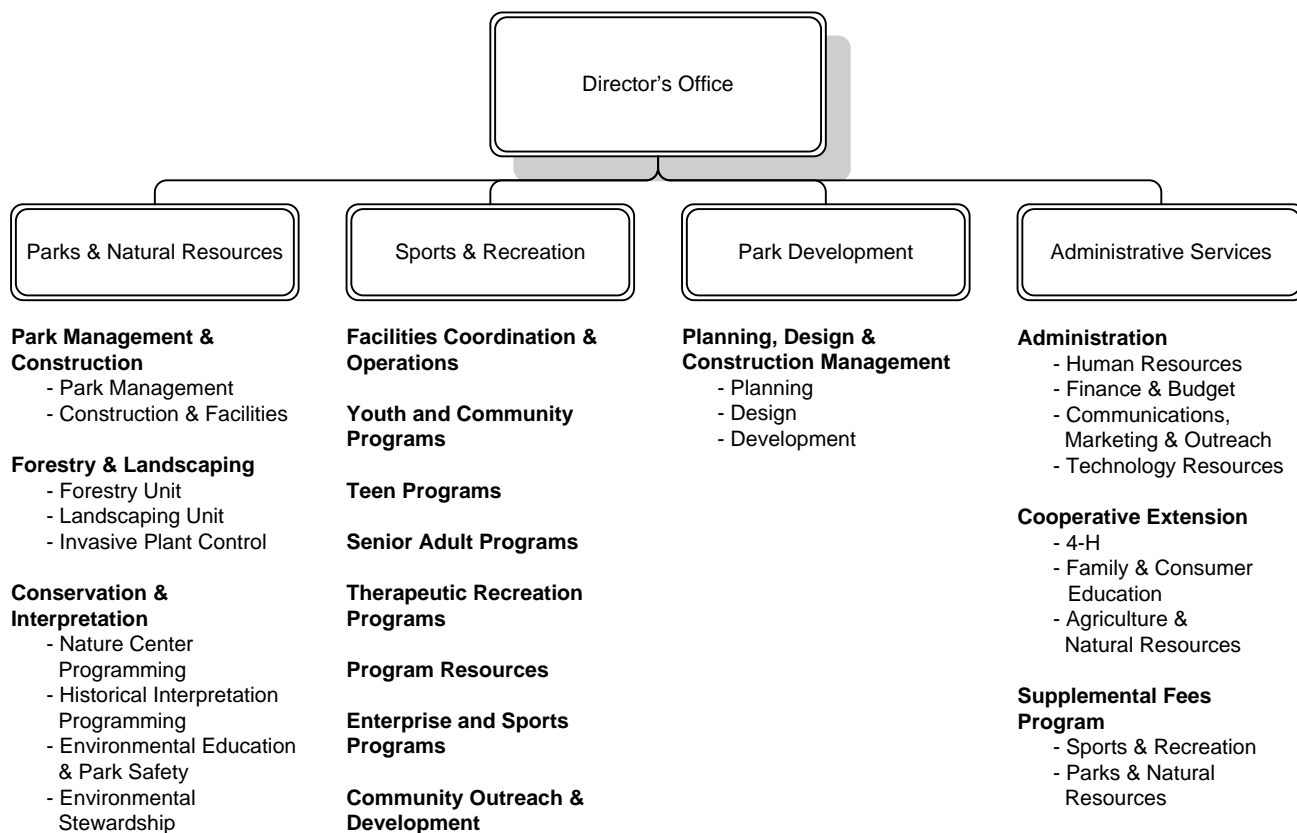 Director's Office
Parks & Natural Resources
Sports & Recreation
Park Development
Administrative Services
Park Management &
Construction
- Park Management
- Construction & Facilities
Forestry & Landscaping
- Forestry Unit
- Landscaping Unit
- Invasive Plant Control
Conservation &
Interpretation
- Nature Center
Programming
- Historical Interpretation
Programming
- Environmental Education
& Park Safety
- Environmental
Stewardship
Facilities Coordination &
Operations
Youth and Community
Programs
Teen Programs
Senior Adult Programs
Therapeutic Recreation
Programs
Program Resources
Enterprise and Sports
Programs
Community Outreach &
Development
Planning, Design &
Construction Management
- Planning
- Design
- Development
Administration
- Human Resources
- Finance & Budget
- Communications,
Marketing & Outreach
- Technology Resources
Cooperative Extension
- 4-H
- Family & Consumer
Education
- Agriculture &
Natural Resources
Supplemental Fees
Program
- Sports & Recreation
- Parks & Natural
Resources